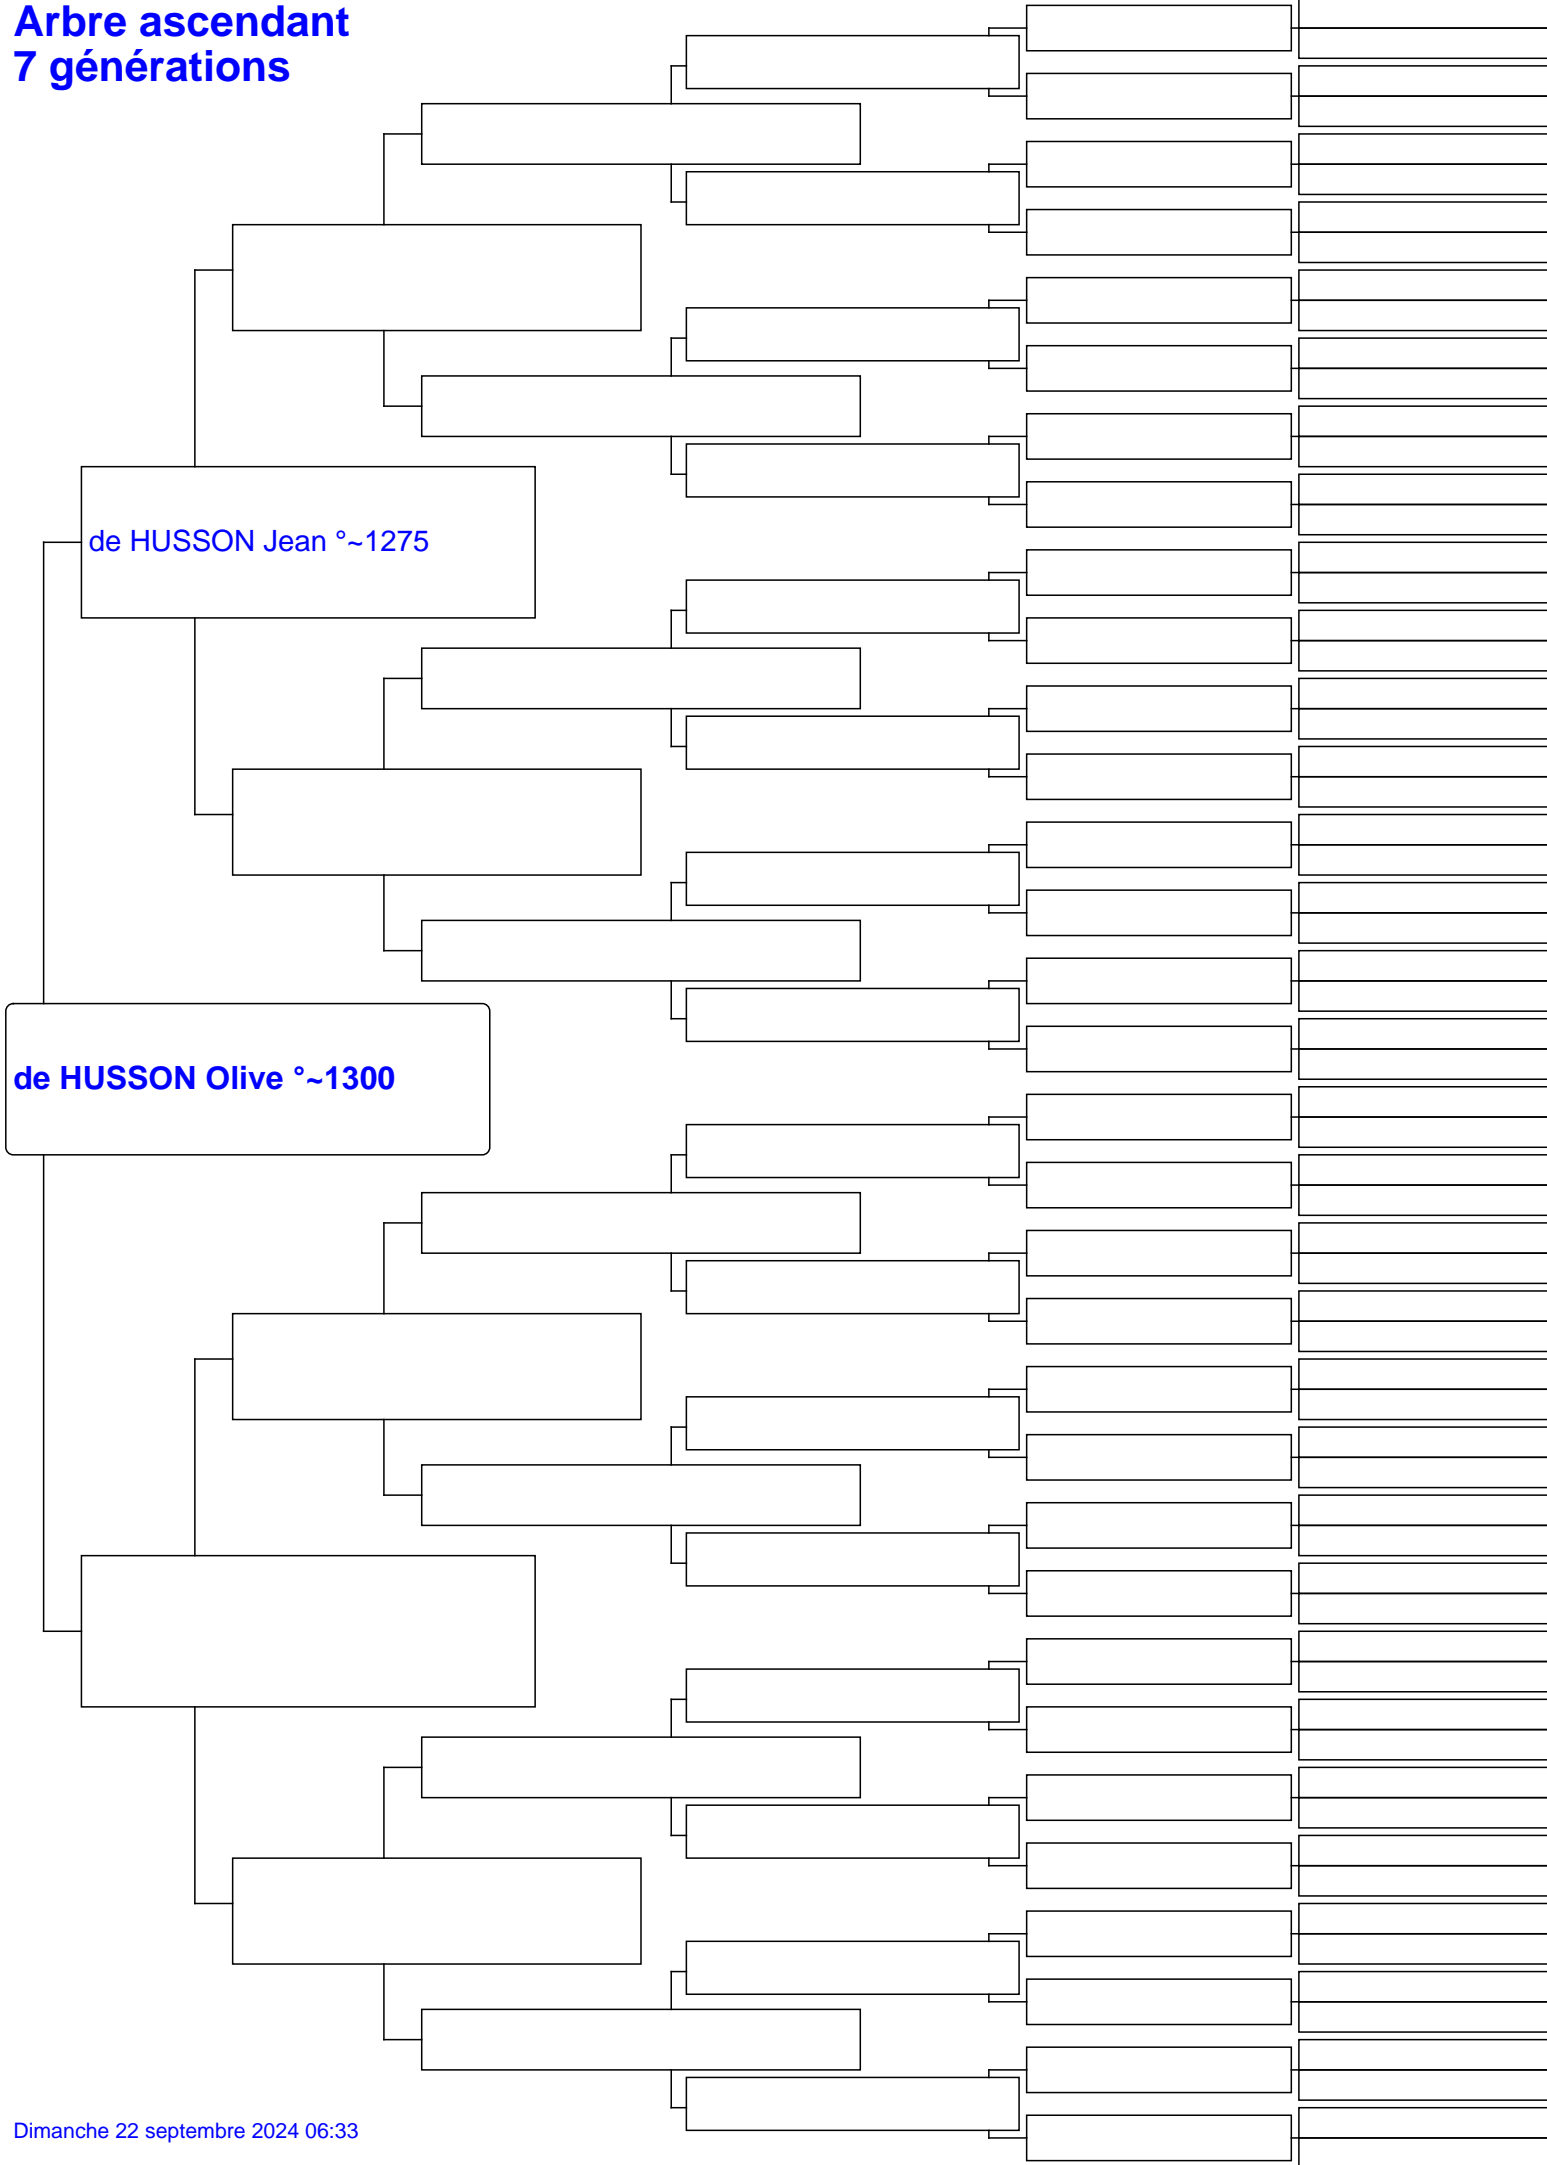 Arbre ascendant
7 générations
de HUSSON Jean °~1275
de HUSSON Olive °~1300
Dimanche 22 septembre 2024 06:33